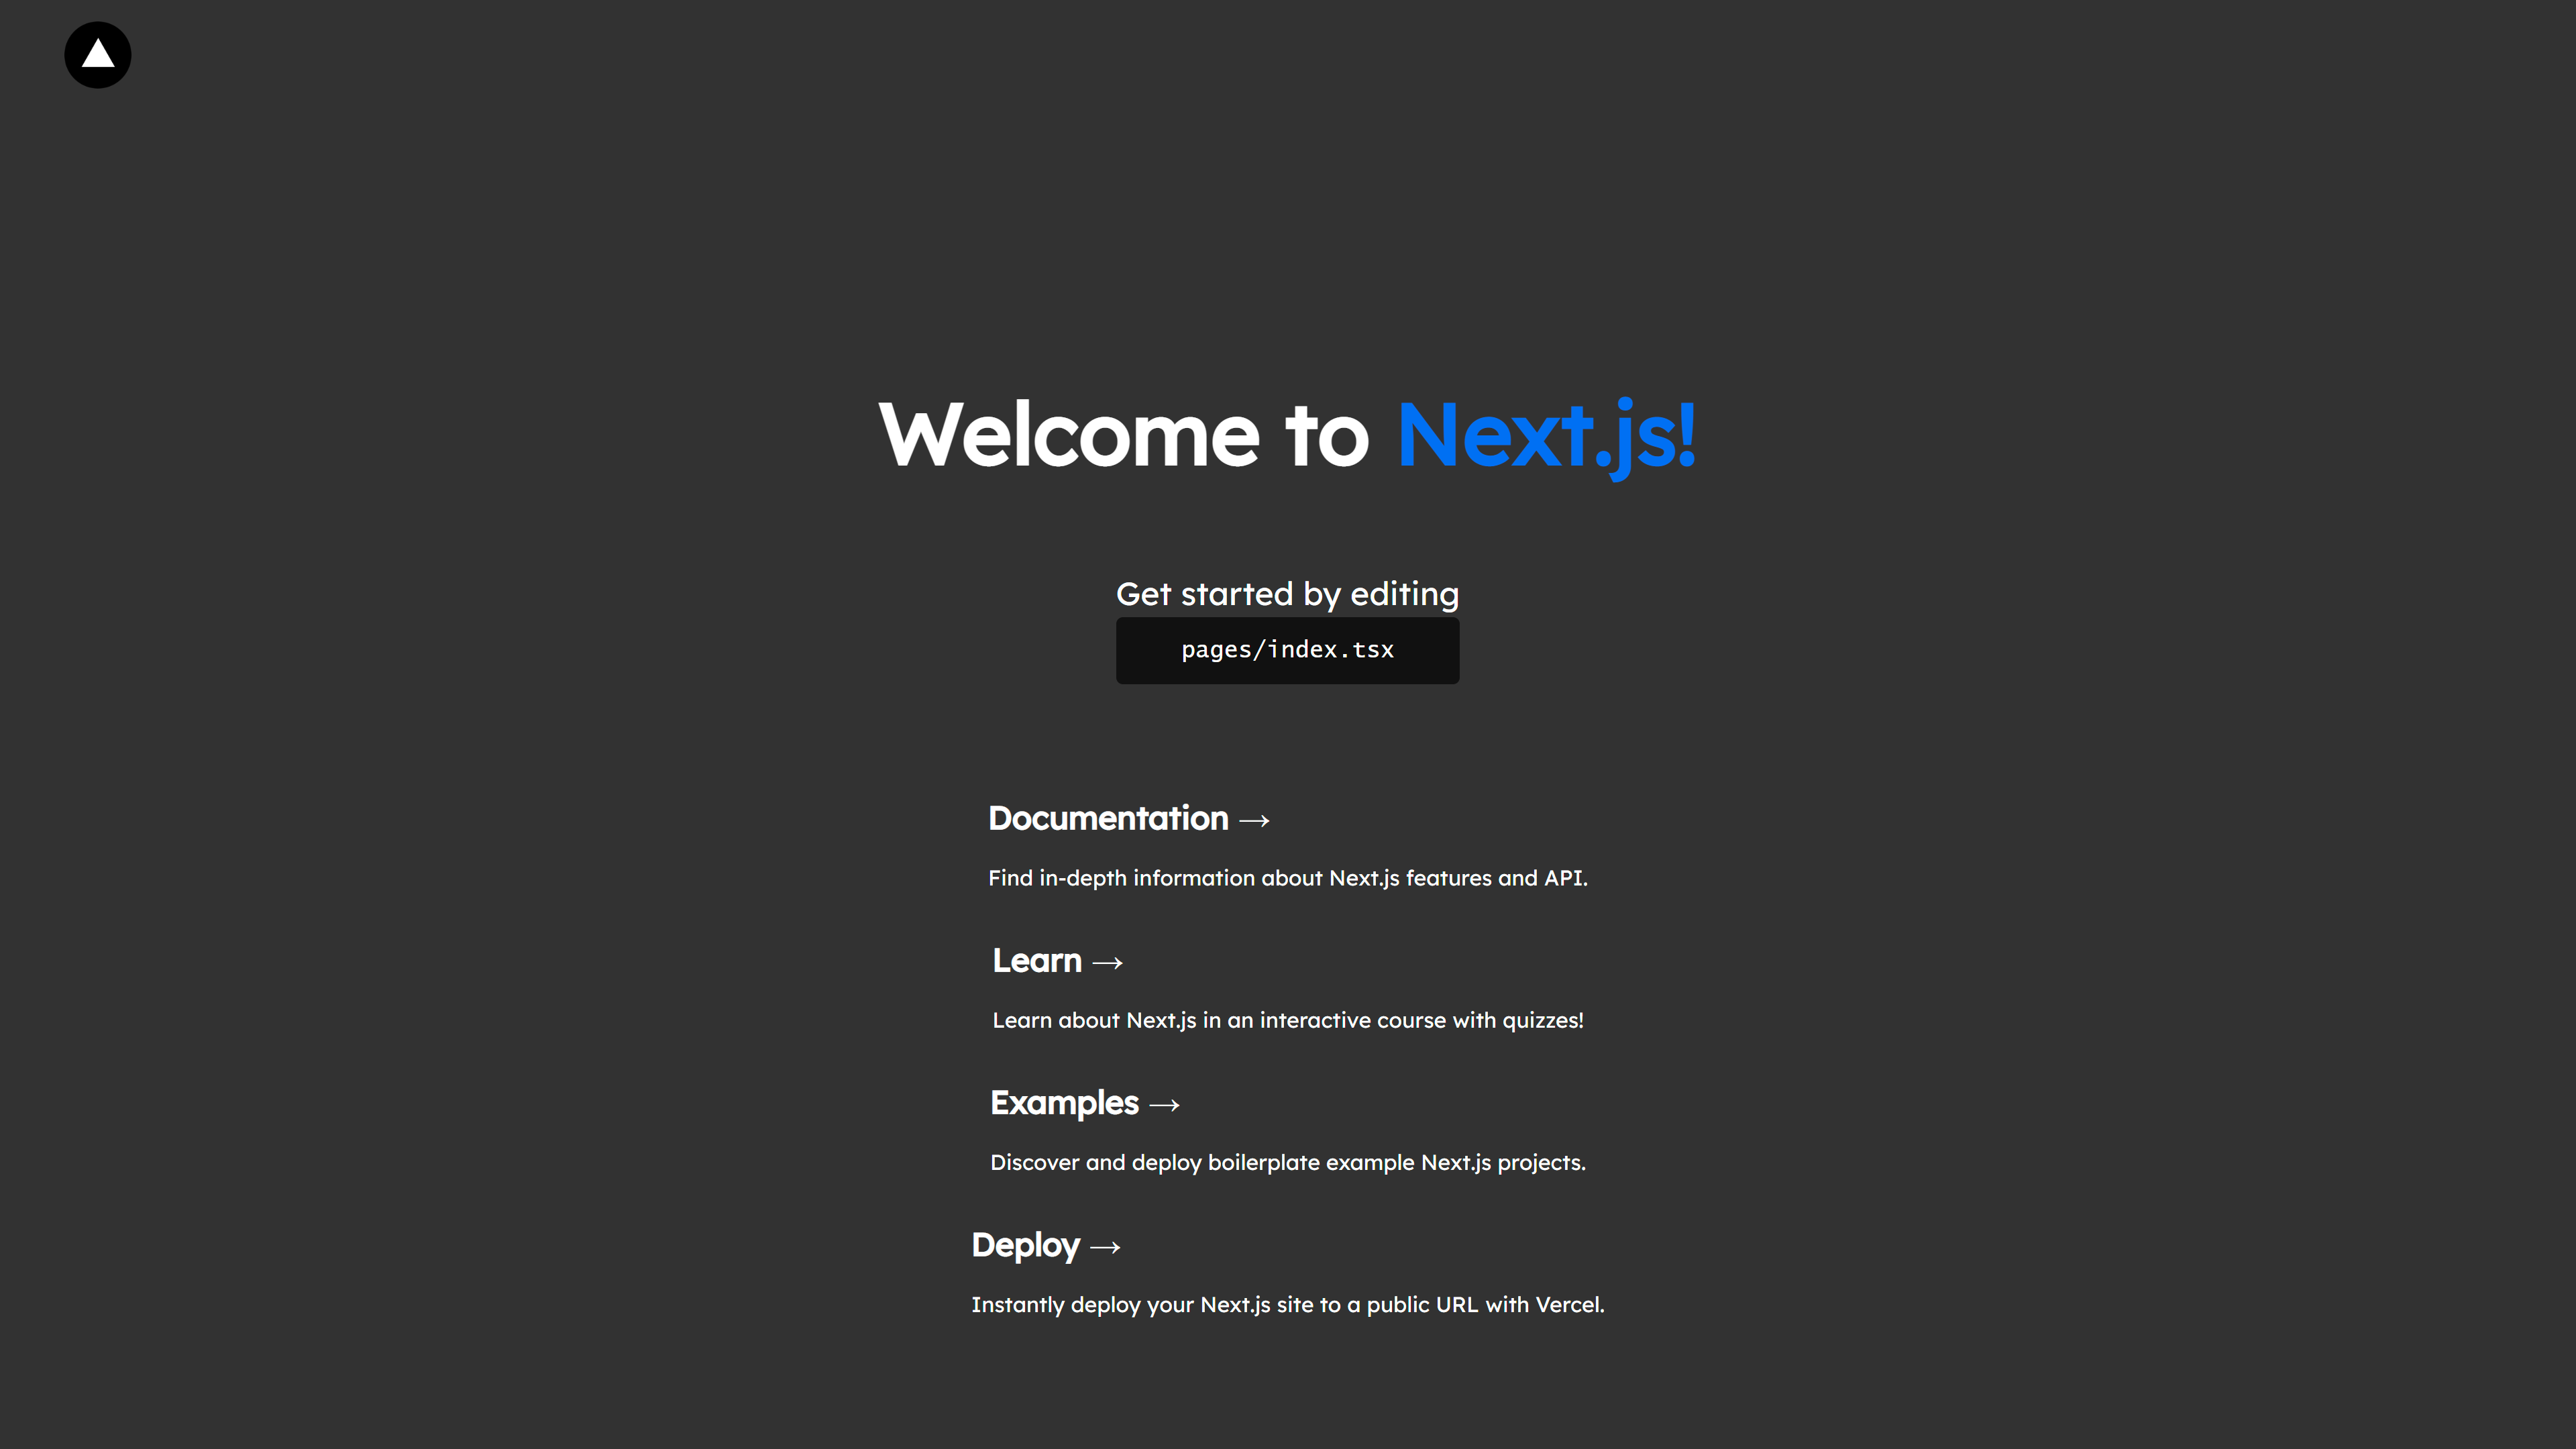 Welcome to Next.js!
Get started by editing
pages/index.tsx
Documentation →
Find in-depth information about Next.js features and API.
Learn →
Learn about Next.js in an interactive course with quizzes!
Examples →
Discover and deploy boilerplate example Next.js projects.
Deploy →
Instantly deploy your Next.js site to a public URL with Vercel.